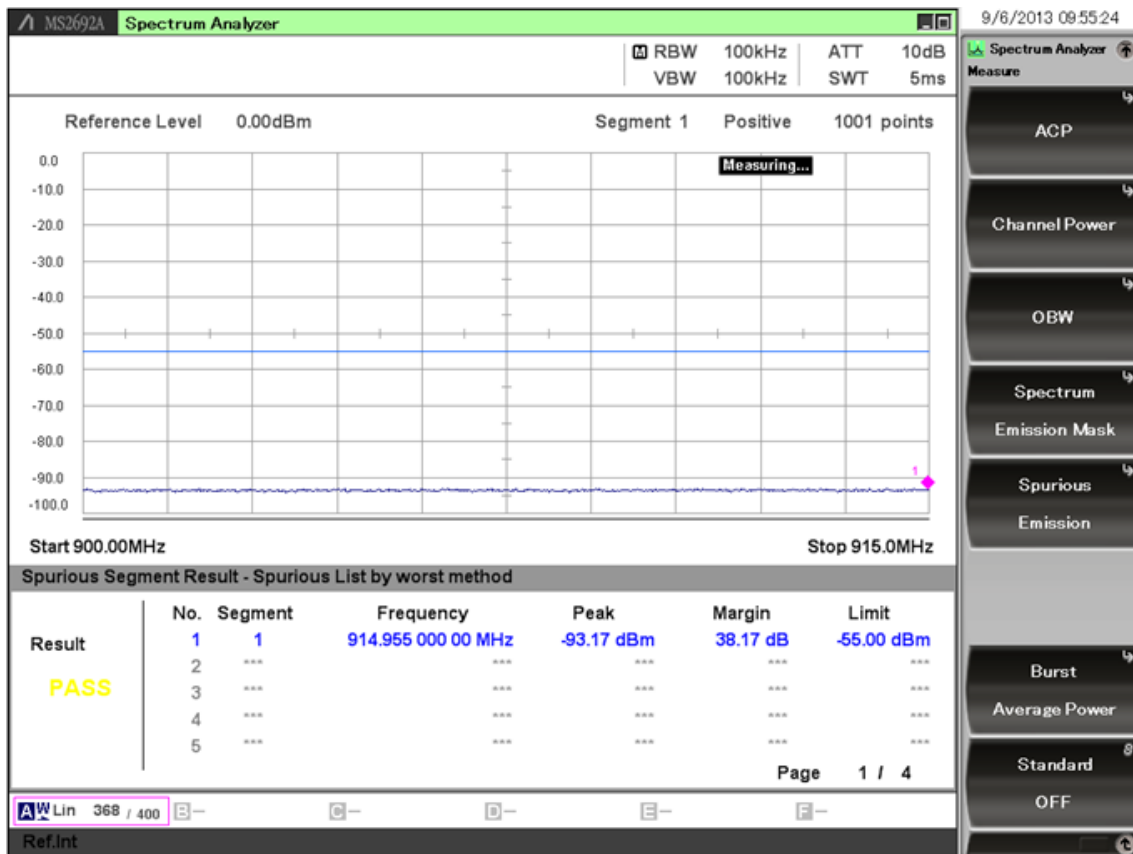 MS2692A Spectrum Analyzer
9/6/2013 09:55:24
RBW 100kHz ATT 10dB
VBW 100kHz SWT 5ms
Reference Level 0.00dBm Segment 1 Positive 1001 points
Measuring...
0.0
-10.0
-20.0
-30.0
-40.0
-50.0
-60.0
-70.0
-80.0
-90.0
-100.0
1
Start 900.00MHz Stop 915.0MHz
Spurious Segment Result - Spurious List by worst method
No. Segment Frequency Peak Margin Limit
1 1 914.955 000 00 MHz -93.17 dBm 38.17 dB -55.00 dBm
2 *** *** *** *** ***
3 *** *** *** *** ***
4 *** *** *** *** ***
5 *** *** *** *** ***
Result
PASS
Page 1 / 4
A Lin 368 / 400 B- C- D- E- F-
Ref.Int
Spectrum Analyzer
Measure
ACP
Channel Power
OBW
Spectrum
Emission Mask
Spurious
Emission
Burst
Average Power
Standard
OFF